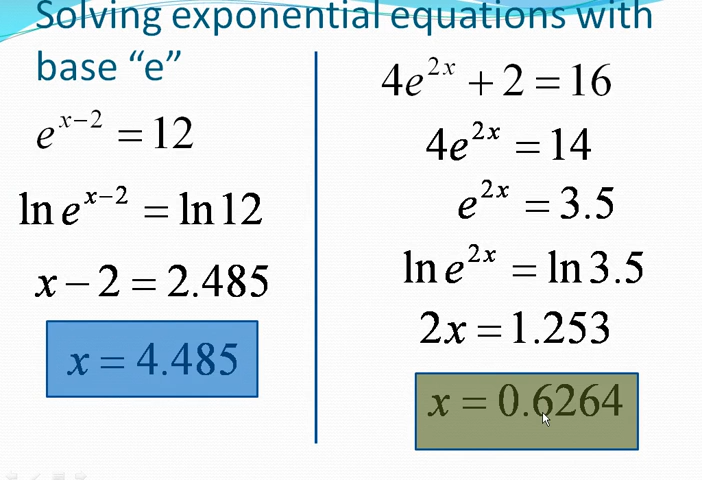 Solving exponential equations with
base “e”
e^{x-2} = 12
ln e^{x-2} = ln 12
x − 2 = 2.485
x = 4.485
4e^{2x} + 2 = 16
4e^{2x} = 14
e^{2x} = 3.5
ln e^{2x} = ln 3.5
2x = 1.253
x = 0.6264